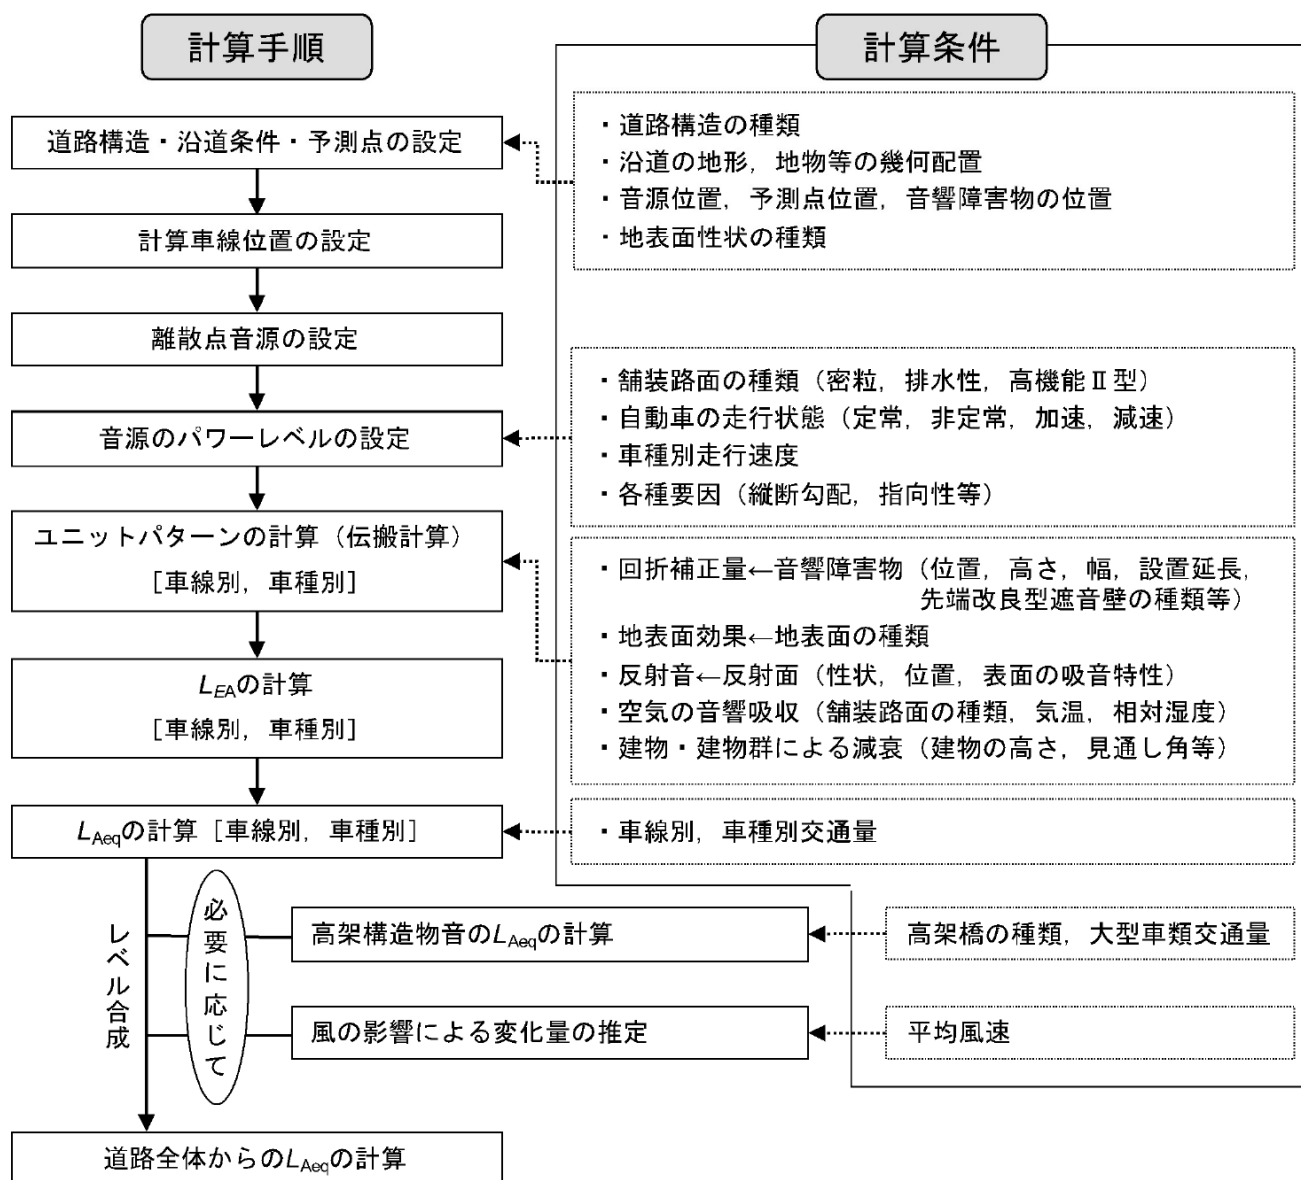 計算手順
計算条件
道路構造・沿道条件・予測点の設定
・道路構造の種類
・沿道の地形，地物等の幾何配置
・音源位置，予測点位置，音響障害物の位置
・地表面性状の種類
計算車線位置の設定
離散点音源の設定
音源のパワーレベルの設定
・舗装路面の種類（密粒，排水性，高機能Ⅱ型）
・自動車の走行状態（定常，非定常，加速，減速）
・車種別走行速度
・各種要因（縦断勾配，指向性等）
ユニットパターンの計算（伝搬計算）
［車線別，車種別］
・回折補正量←音響障害物（位置，高さ，幅，設置延長，
先端改良型遮音壁の種類等）
・地表面効果←地表面の種類
・反射音←反射面（性状，位置，表面の吸音特性）
・空気の音響吸収（舗装路面の種類，気温，相対湿度）
・建物・建物群による減衰（建物の高さ，見通し角等）
LEAの計算
［車線別，車種別］
LAeqの計算［車線別，車種別］
・車線別，車種別交通量
レベル合成
必要に応じて
高架構造物音のLAeqの計算
高架橋の種類，大型車類交通量
風の影響による変化量の推定
平均風速
道路全体からのLAeqの計算